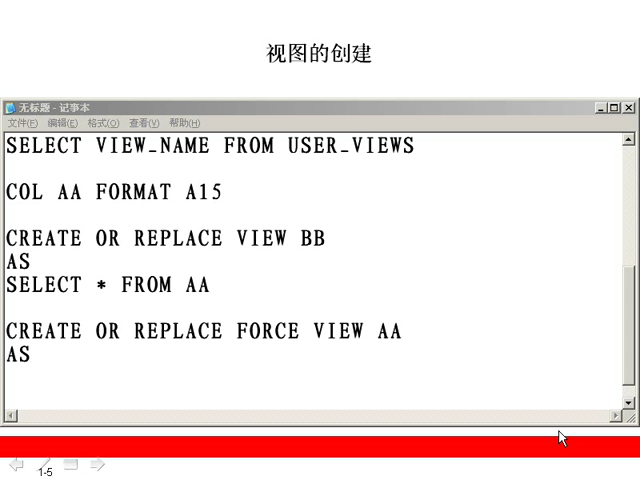 视图的创建
无标题 - 记事本
文件(F) 编辑(E) 格式(O) 查看(V) 帮助(H)
SELECT VIEW_NAME FROM USER_VIEWS
COL AA FORMAT A15
CREATE OR REPLACE VIEW BB
AS
SELECT * FROM AA
CREATE OR REPLACE FORCE VIEW AA
AS
1-5